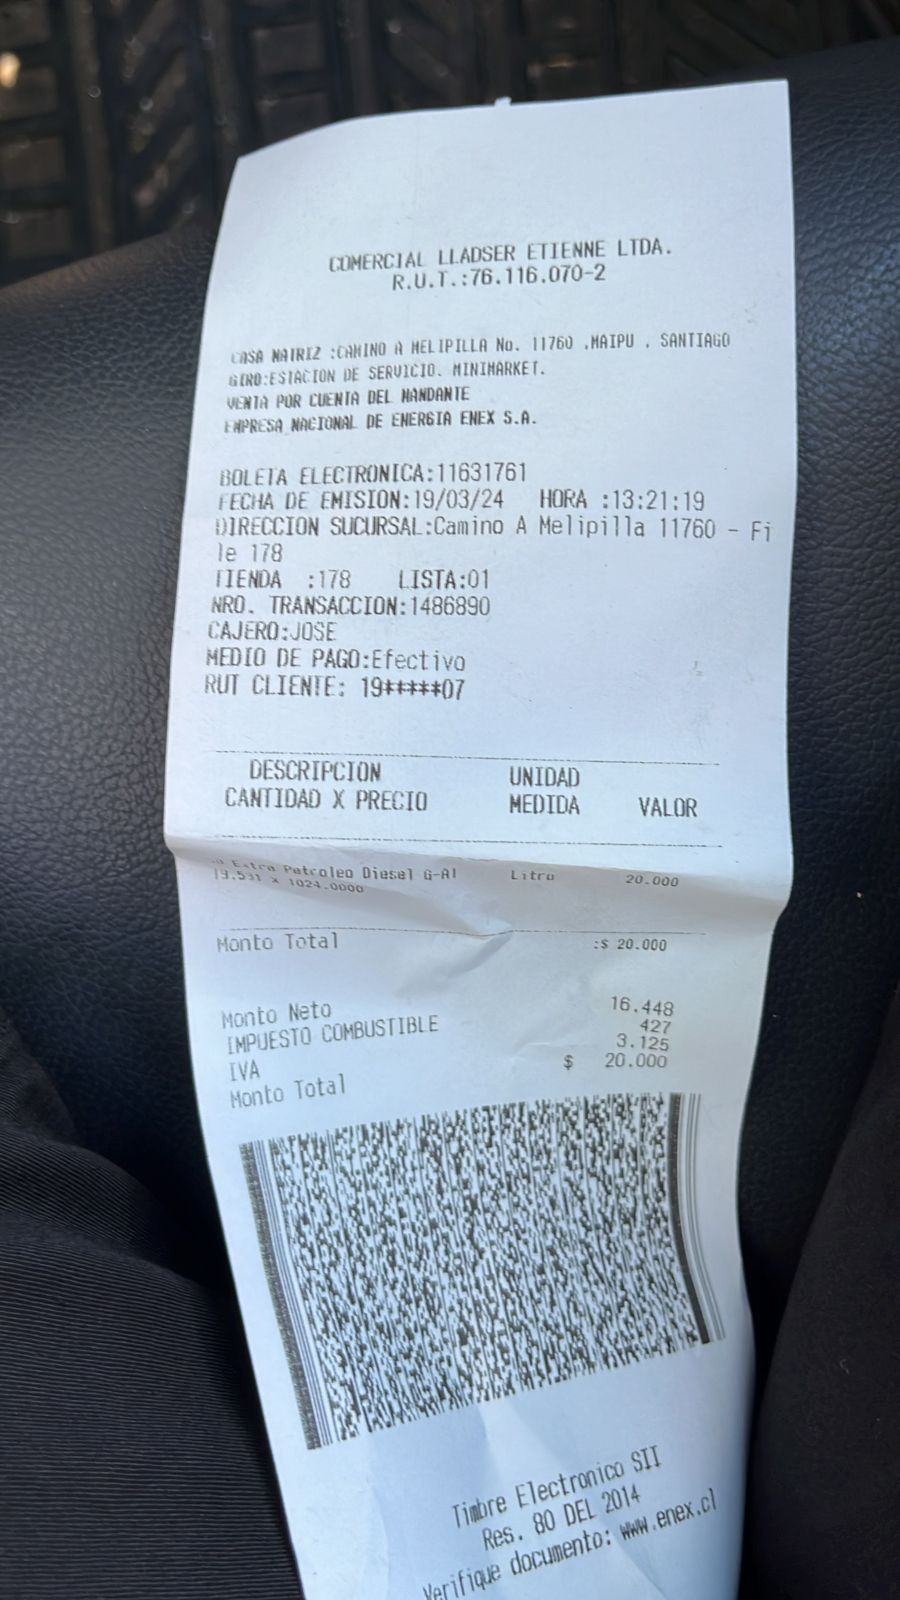 COMERCIAL LLADSER ETIENNE LTDA.
R.U.T.:76.116.070-2
CASA MATRIZ :CAMINO A MELIPILLA No. 11760 .MAIPU . SANTIAGO
GIRO:ESTACION DE SERVICIO. MINIMARKET.
VENTA POR CUENTA DEL MANDANTE
EMPRESA NACIONAL DE ENERGIA ENEX S.A.
BOLETA ELECTRONICA:11631761
FECHA DE EMISION:19/03/24 HORA :13:21:19
DIRECCION SUCURSAL:Camino A Melipilla 11760 - Fi
le 178
TIENDA :178 LISTA:01
NRO. TRANSACCION:1486890
CAJERO:JOSE
MEDIO DE PAGO:Efectivo
RUT CLIENTE: 19*****07
DESCRIPCION UNIDAD
CANTIDAD X PRECIO MEDIDA VALOR
Extra Petroleo Diesel G-A1 Litro 20.000
19.531 x 1024.0000
Monto Total :$ 20.000
Monto Neto 16.448
IMPUESTO COMBUSTIBLE 427
IVA 3.125
Monto Total $ 20.000
Timbre Electronico SII
Res. 80 DEL 2014
Verifique documento: www.enex.cl